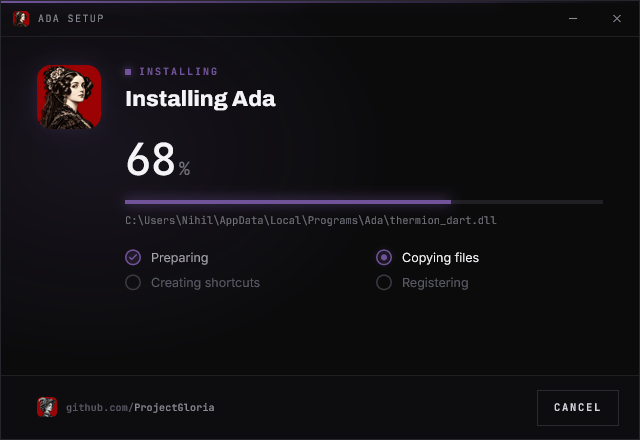 ADA SETUP
INSTALLING
Installing Ada
68%
C:\Users\Nihil\AppData\Local\Programs\Ada\thermion_dart.dll
Preparing
Copying files
Creating shortcuts
Registering
github.com/ProjectGloria
CANCEL